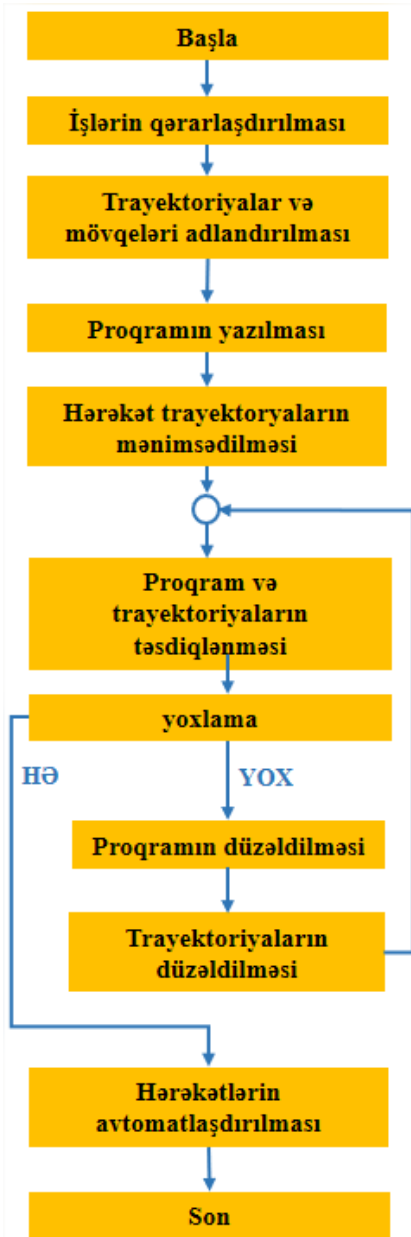 Başla
İşlərin qərarlaşdırılması
Trayektoriyalar və
mövqeləri adlandırılması
Proqramın yazılması
Hərəkət trayektoryaların
mənimsədilməsi
Proqram və
trayektoriyaların
təsdiqlənməsi
yoxlama
HƏ
YOX
Proqramın düzəldilməsi
Trayektoriyaların
düzəldilməsi
Hərəkətlərin
avtomatlaşdırılması
Son